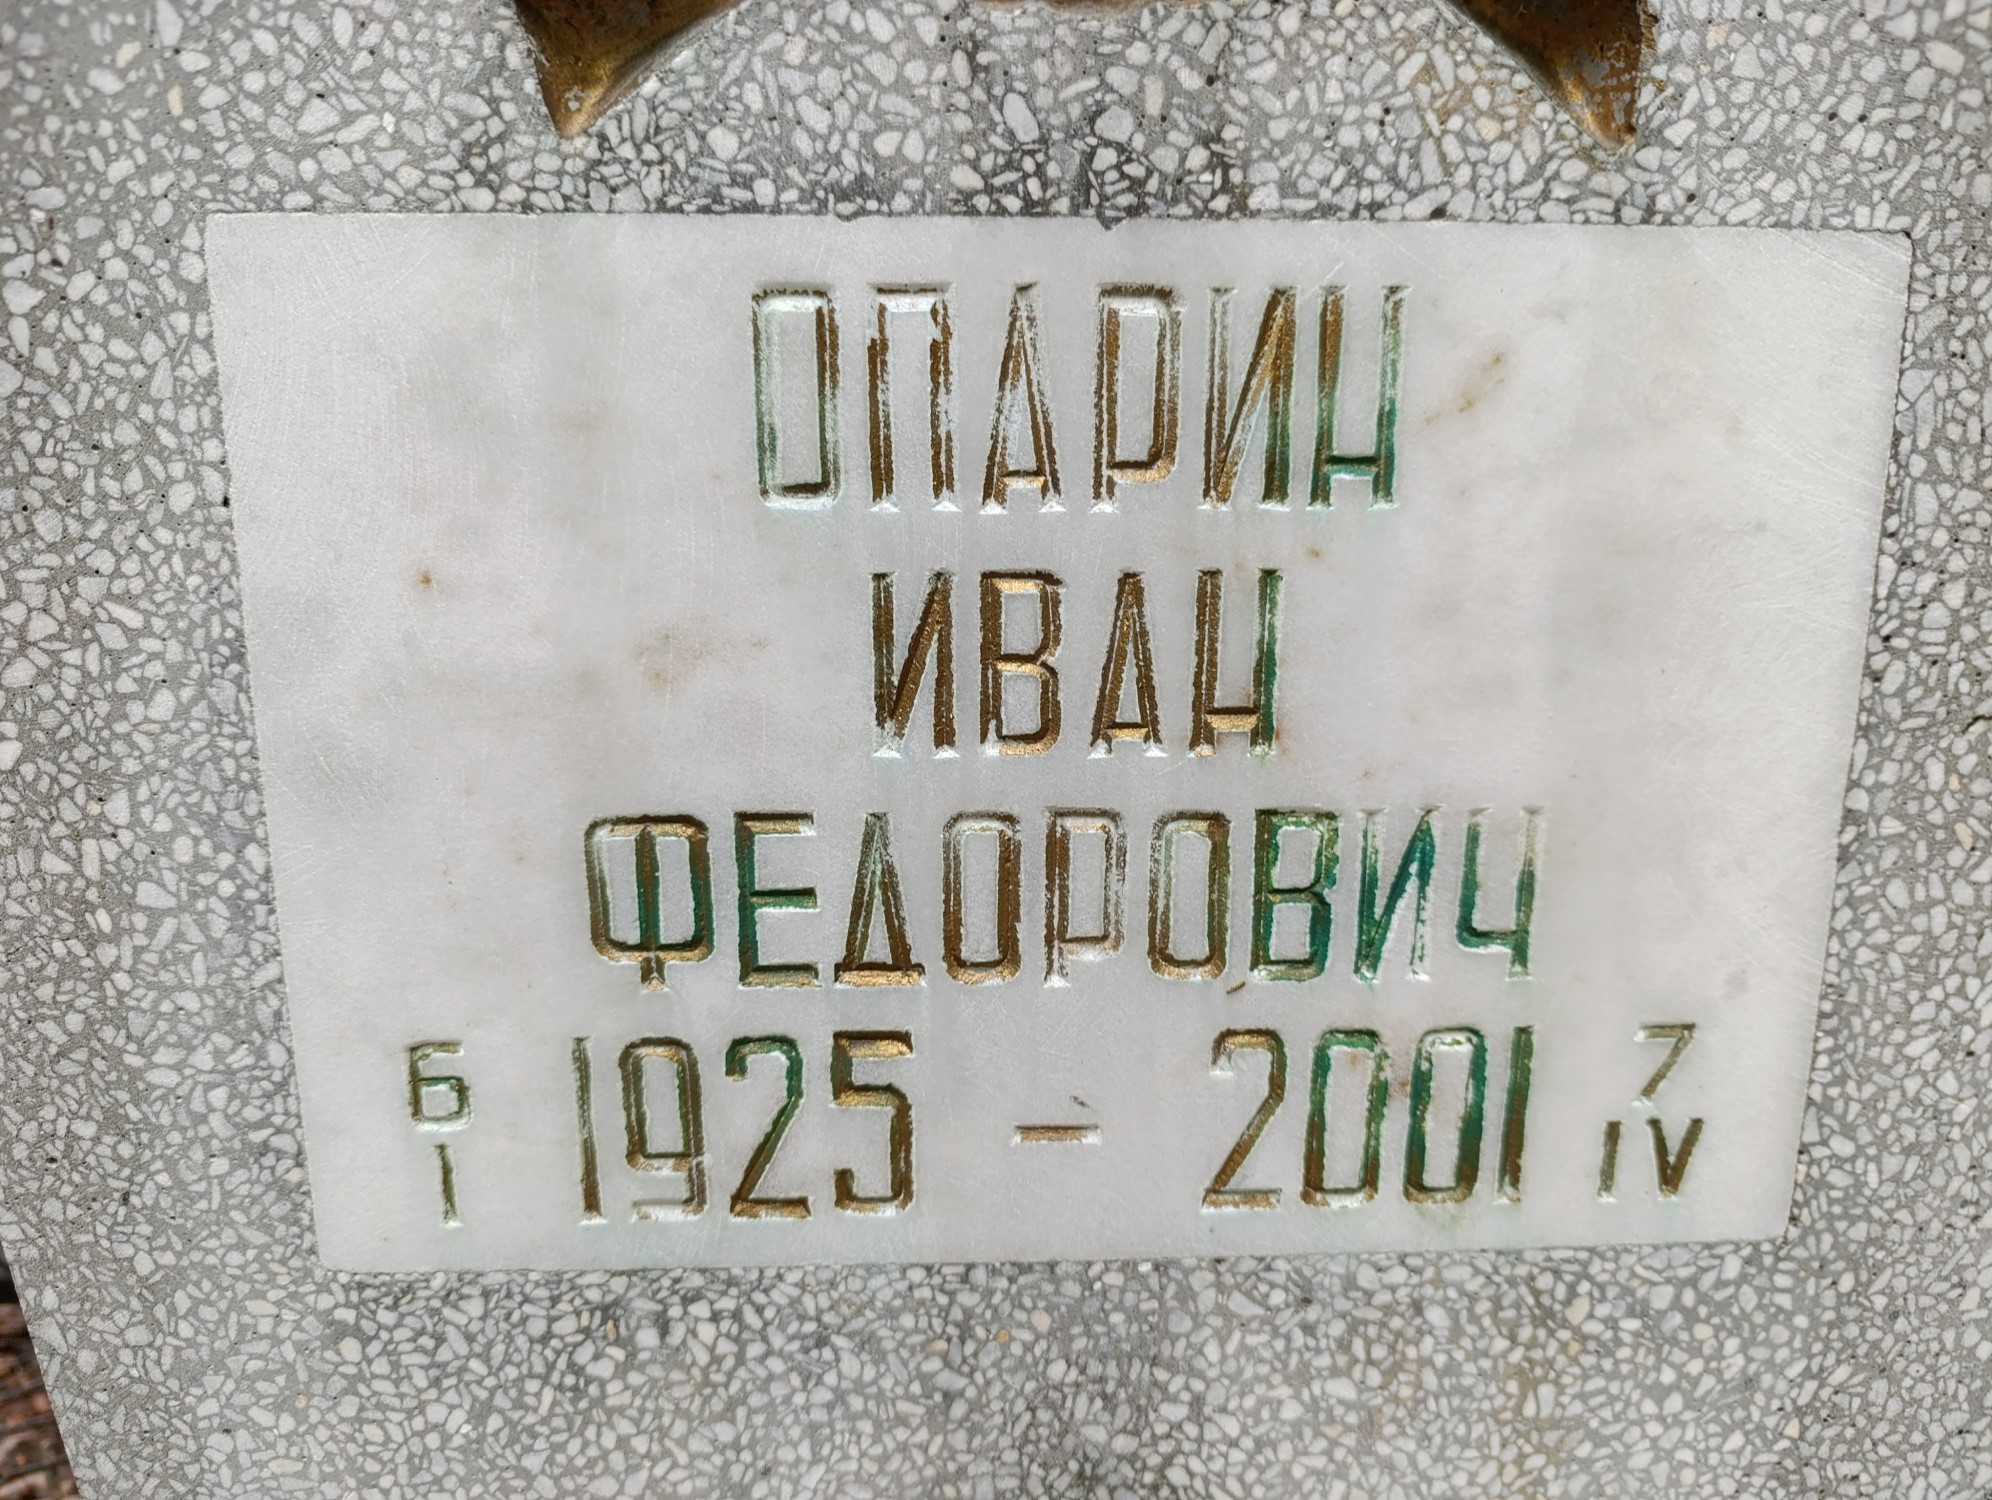 ОПАРИН
ИВАН
ФЕДОРОВИЧ
6 1925 – 2001 7
I IV